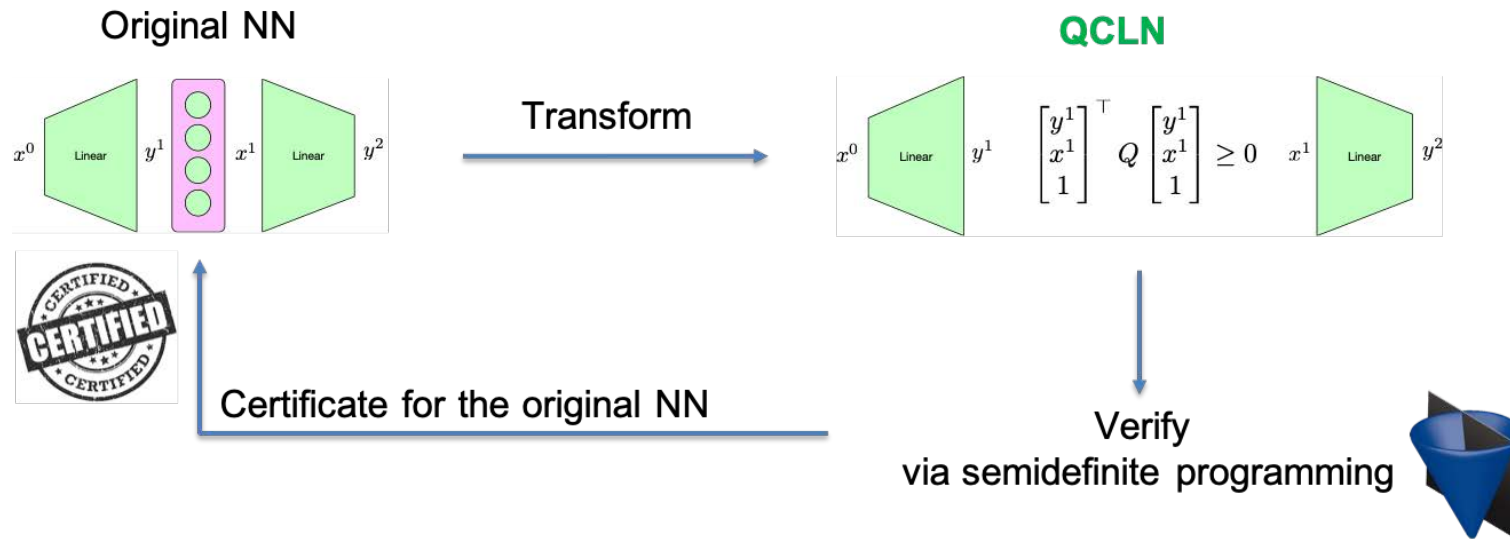 Original NN
QCLN
x^0 Linear y^1 x^1 Linear y^2
Transform
x^0 Linear y^1 [y^1 x^1 1]^⊤ Q [y^1 x^1 1] ≥ 0 x^1 Linear y^2
CERTIFIED
CERTIFIED
CERTIFIED
Certificate for the original NN
Verify
via semidefinite programming